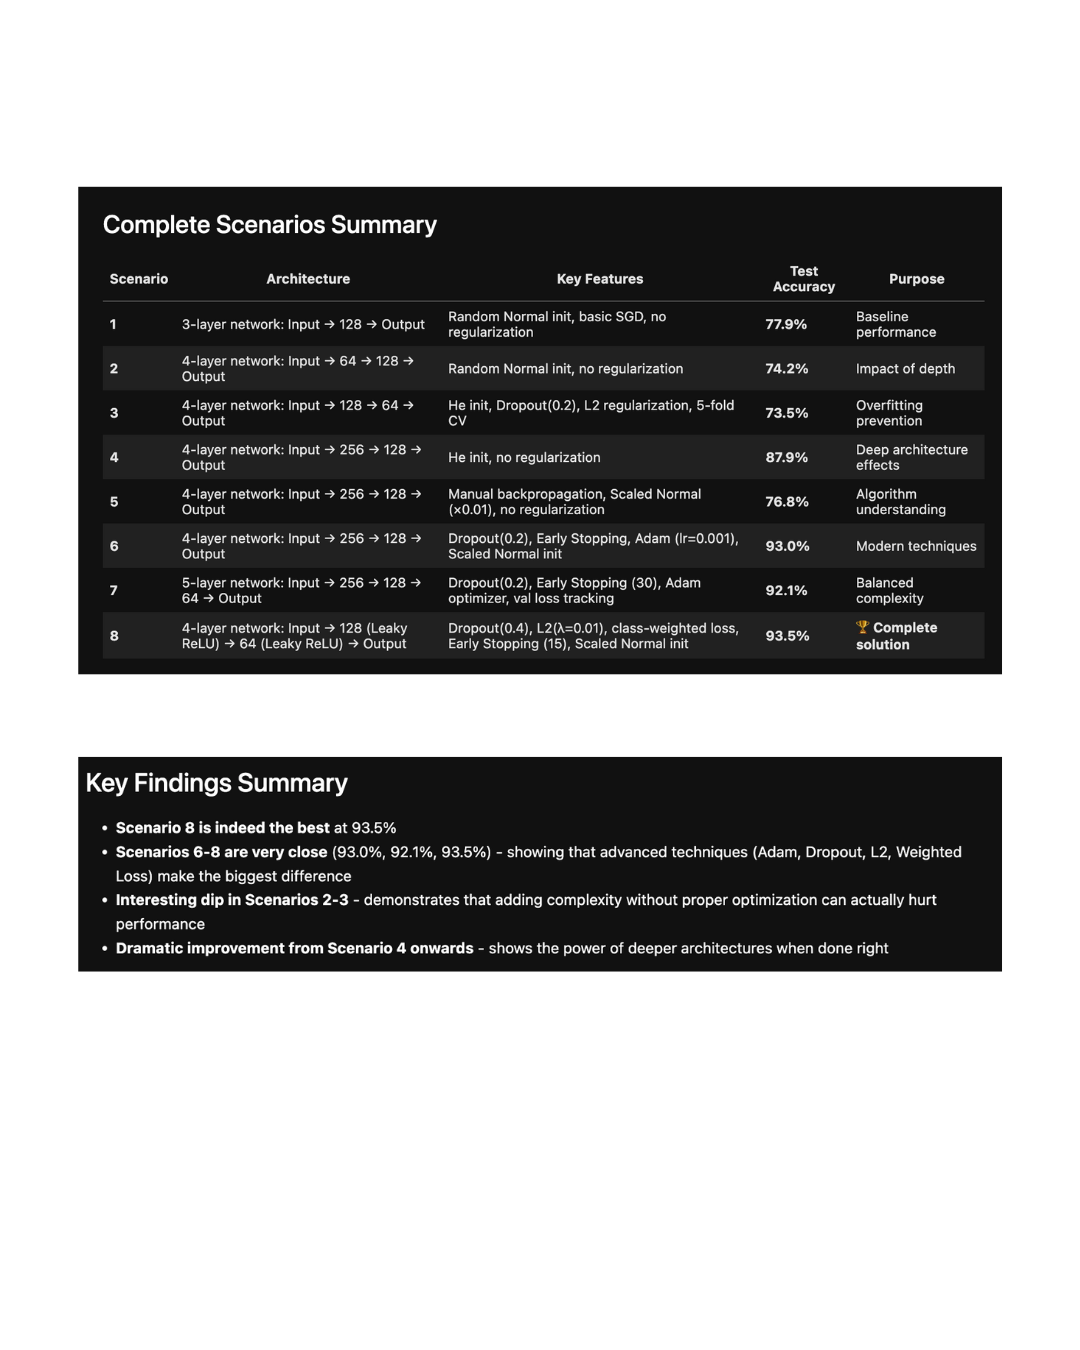 Complete Scenarios Summary
Scenario Architecture Key Features Test Accuracy Purpose
1 3-layer network: Input → 128 → Output Random Normal init, basic SGD, no regularization 77.9% Baseline performance
2 4-layer network: Input → 64 → 128 → Output Random Normal init, no regularization 74.2% Impact of depth
3 4-layer network: Input → 128 → 64 → Output He init, Dropout(0.2), L2 regularization, 5-fold CV 73.5% Overfitting prevention
4 4-layer network: Input → 256 → 128 → Output He init, no regularization 87.9% Deep architecture effects
5 4-layer network: Input → 256 → 128 → Output Manual backpropagation, Scaled Normal (×0.01), no regularization 76.8% Algorithm understanding
6 4-layer network: Input → 256 → 128 → Output Dropout(0.2), Early Stopping, Adam (lr=0.001), Scaled Normal init 93.0% Modern techniques
7 5-layer network: Input → 256 → 128 → 64 → Output Dropout(0.2), Early Stopping (30), Adam optimizer, val loss tracking 92.1% Balanced complexity
8 4-layer network: Input → 128 (Leaky ReLU) → 64 (Leaky ReLU) → Output Dropout(0.4), L2(λ=0.01), class-weighted loss, Early Stopping (15), Scaled Normal init 93.5% 🏆 Complete solution
Key Findings Summary
• Scenario 8 is indeed the best at 93.5%
• Scenarios 6-8 are very close (93.0%, 92.1%, 93.5%) - showing that advanced techniques (Adam, Dropout, L2, Weighted
Loss) make the biggest difference
• Interesting dip in Scenarios 2-3 - demonstrates that adding complexity without proper optimization can actually hurt
performance
• Dramatic improvement from Scenario 4 onwards - shows the power of deeper architectures when done right